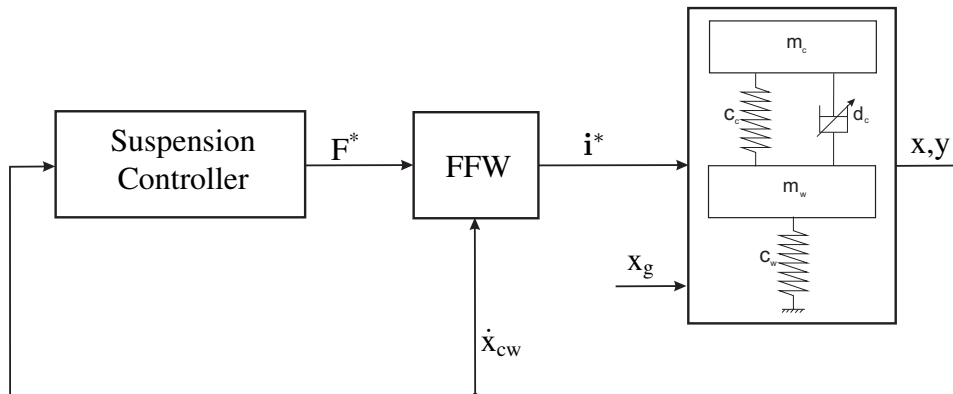 Suspension
Controller
F*
FFW
i*
m_c
c_c
d_c
m_w
c_w
x_g
x,y
ẋ_cw